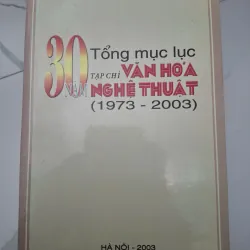 30 Tổng mục lục
TẠP CHÍ VĂN HÓA
NGHỆ THUẬT
(1973 - 2003)
HÀ NỘI - 2003